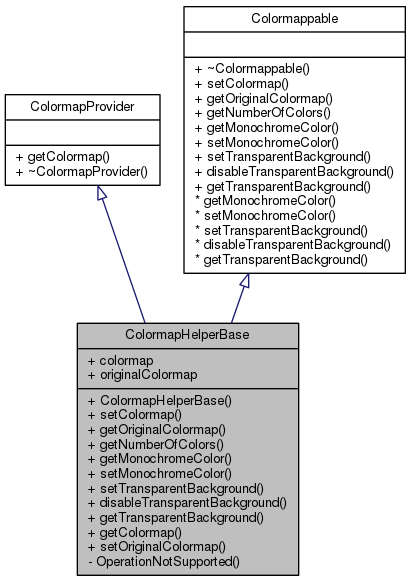 Colormappable
+ ~Colormappable()
+ setColormap()
+ getOriginalColormap()
+ getNumberOfColors()
+ getMonochromeColor()
+ setMonochromeColor()
+ setTransparentBackground()
+ disableTransparentBackground()
+ getTransparentBackground()
* getMonochromeColor()
* setMonochromeColor()
* setTransparentBackground()
* disableTransparentBackground()
* getTransparentBackground()
ColormapProvider
+ getColormap()
+ ~ColormapProvider()
ColormapHelperBase
+ colormap
+ originalColormap
+ ColormapHelperBase()
+ setColormap()
+ getOriginalColormap()
+ getNumberOfColors()
+ getMonochromeColor()
+ setMonochromeColor()
+ setTransparentBackground()
+ disableTransparentBackground()
+ getTransparentBackground()
+ getColormap()
+ setOriginalColormap()
- OperationNotSupported()